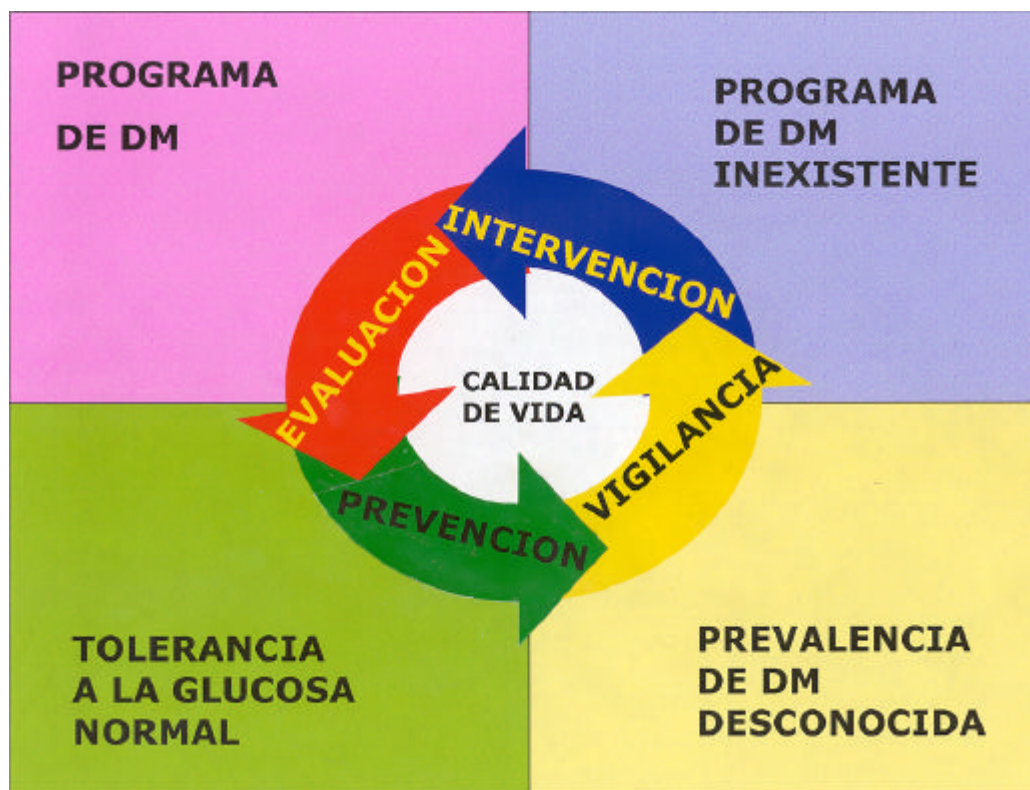 PROGRAMA
DE DM
PROGRAMA
DE DM
INEXISTENTE
INTERVENCION
EVALUACION
CALIDAD
DE VIDA
VIGILANCIA
PREVENCION
TOLERANCIA
A LA GLUCOSA
NORMAL
PREVALENCIA
DE DM
DESCONOCIDA